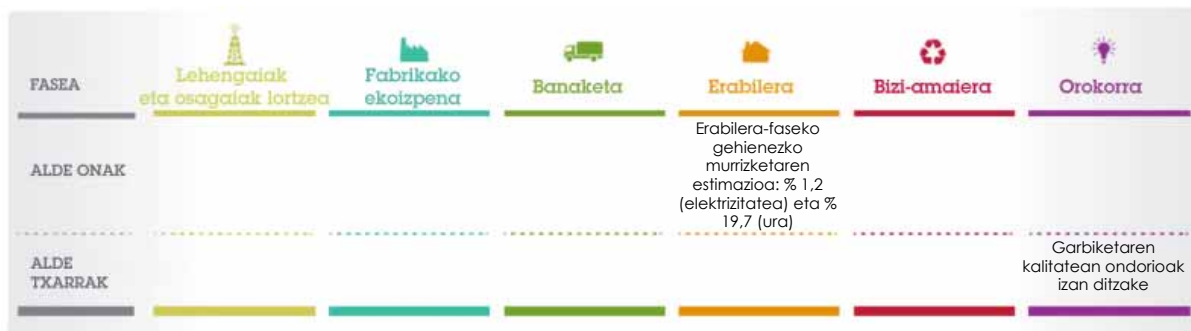 FASEA
Lehengaiak
eta osagaiak lortzea
Fabrikako
ekoizpena
Banaketa
Erabilera
Bizi-amaiera
Orokorra
ALDE ONAK
Erabilera-faseko
gehienezko
murrizketaren
estimazioa: % 1,2
(elektrizitatea) eta %
19,7 (ura)
ALDE
TXARRAK
Garbiketaren
kalitatean ondorioak
izan ditzake